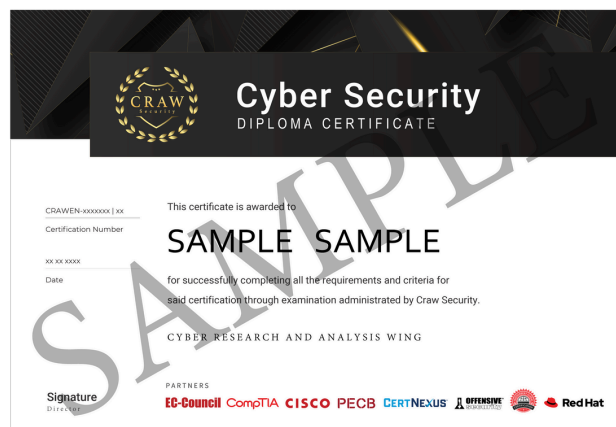 CRAW
Security
Cyber Security
DIPLOMA CERTIFICATE
SAMPLE
CRAWEN-xxxxxxx | xx
Certification Number
xx xx xxxx
Date
This certificate is awarded to
SAMPLE SAMPLE
for successfully completing all the requirements and criteria for
said certification through examination administrated by Craw Security.
CYBER RESEARCH AND ANALYSIS WING
Signature
Director
PARTNERS
EC-Council CompTIA CISCO PECB CERTNEXUS OFFENSIVE security Red Hat